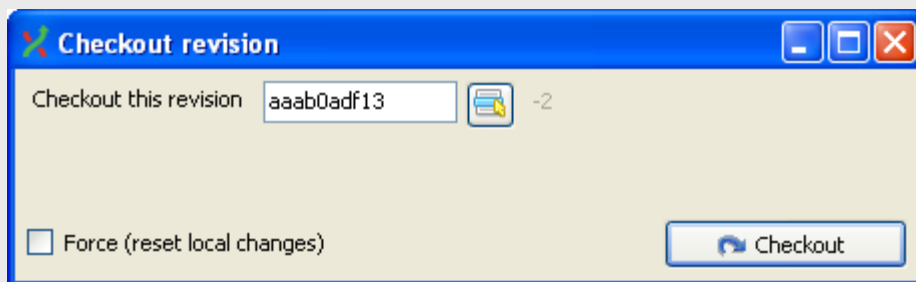 Checkout revision
Checkout this revision aaab0adf13 -2
Force (reset local changes) Checkout